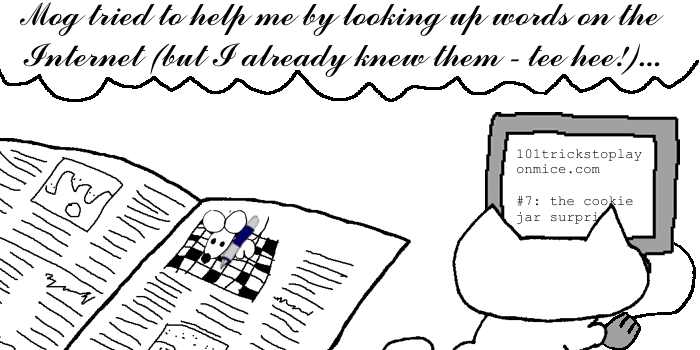 Mog tried to help me by looking up words on the
Internet (but I already knew them - tee hee!)...
101trickstoplay
onmice.com
#7: the cookie
jar surpri